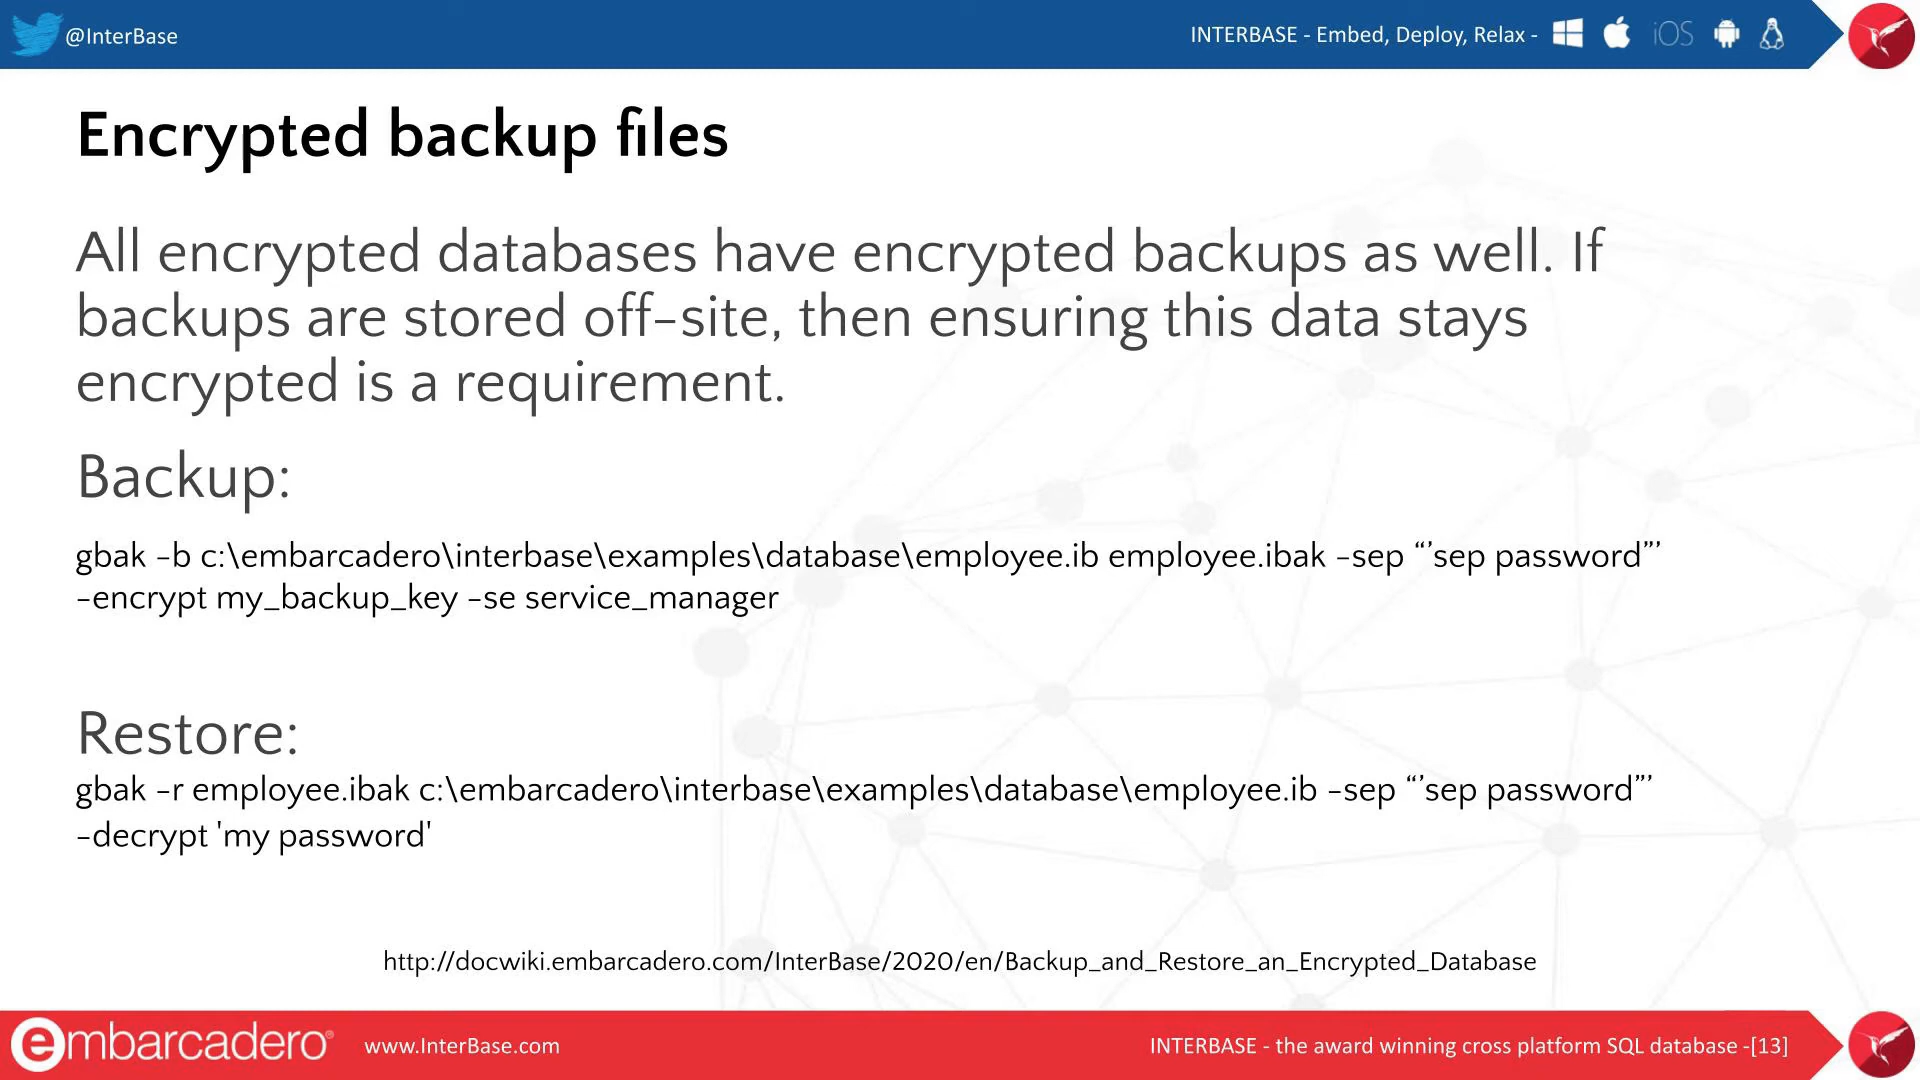 @InterBase
INTERBASE - Embed, Deploy, Relax -
iOS
Encrypted backup files
All encrypted databases have encrypted backups as well. If
backups are stored off-site, then ensuring this data stays
encrypted is a requirement.
Backup:
gbak -b c:\embarcadero\interbase\examples\database\employee.ib employee.ibak -sep “’sep password”’
-encrypt my_backup_key -se service_manager
Restore:
gbak -r employee.ibak c:\embarcadero\interbase\examples\database\employee.ib -sep “’sep password”’
-decrypt 'my password'
http://docwiki.embarcadero.com/InterBase/2020/en/Backup_and_Restore_an_Encrypted_Database
embarcadero®
www.InterBase.com
INTERBASE - the award winning cross platform SQL database -[13]